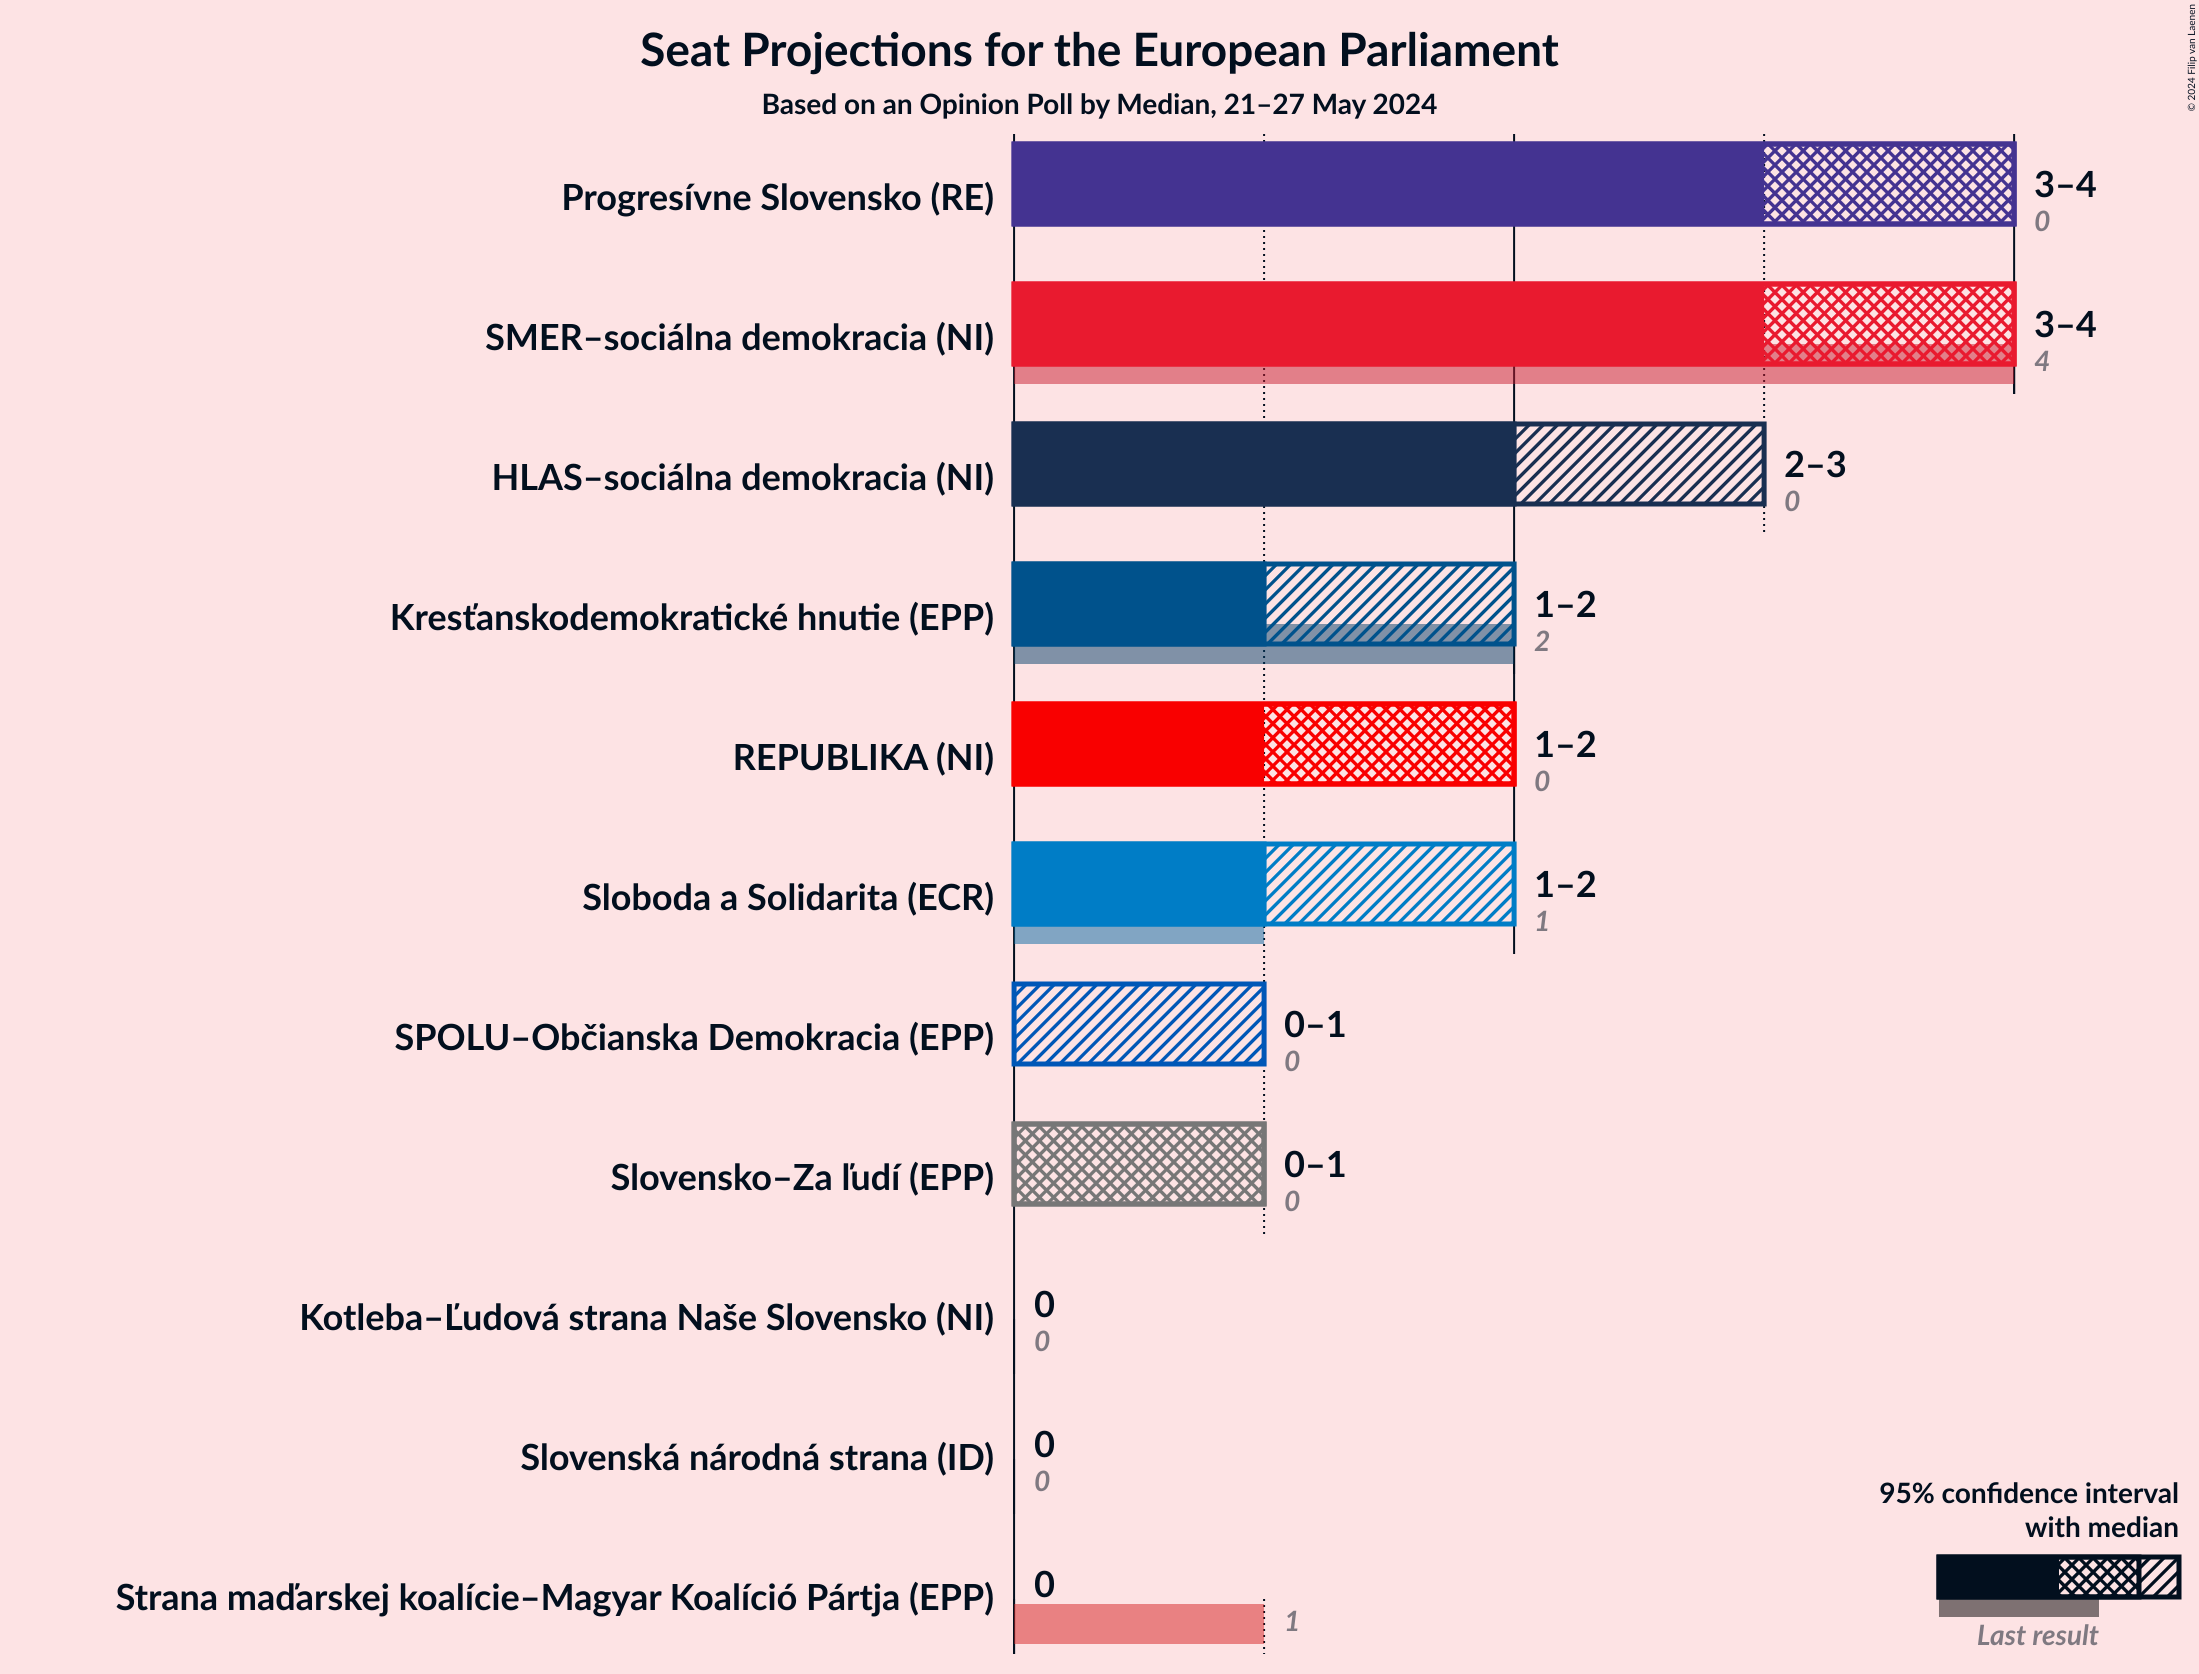 Seat Projections for the European Parliament
Based on an Opinion Poll by Median, 21–27 May 2024
© 2024 Filip van Laenen
Progresívne Slovensko (RE)
3–4
0
SMER–sociálna demokracia (NI)
3–4
4
HLAS–sociálna demokracia (NI)
2–3
0
Kresťanskodemokratické hnutie (EPP)
1–2
2
REPUBLIKA (NI)
1–2
0
Sloboda a Solidarita (ECR)
1–2
1
SPOLU–Občianska Demokracia (EPP)
0–1
0
Slovensko–Za ľudí (EPP)
0–1
0
Kotleba–Ľudová strana Naše Slovensko (NI)
0
0
Slovenská národná strana (ID)
0
0
Strana maďarskej koalície–Magyar Koalíció Pártja (EPP)
0
1
95% confidence interval
with median
Last result